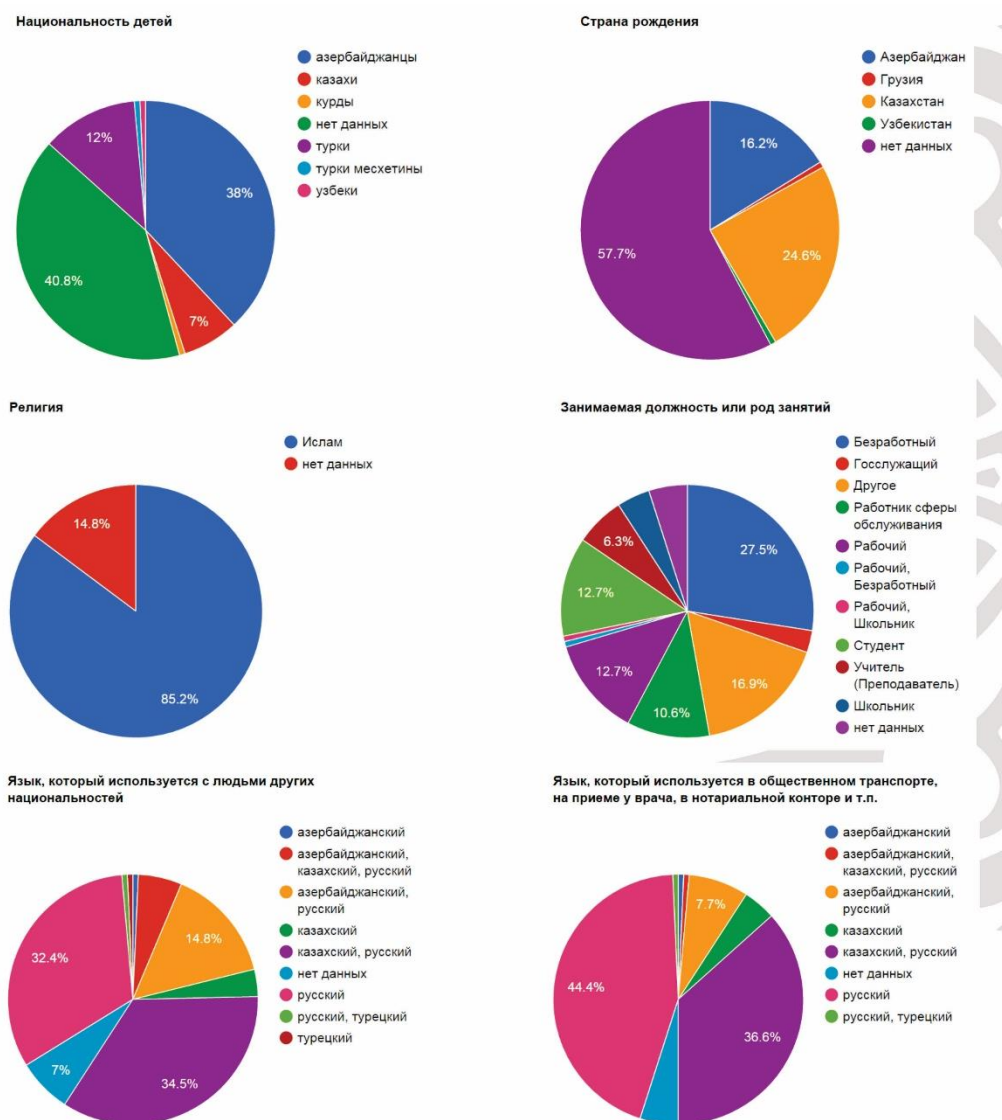 Национальность детей
азербайджанцы
казахи
курды
нет данных
турки
турки месхетины
узбеки
12%
38%
40.8%
7%
Страна рождения
Азербайджан
Грузия
Казахстан
Узбекистан
нет данных
16.2%
57.7%
24.6%
Религия
Ислам
нет данных
14.8%
85.2%
Занимаемая должность или род занятий
Безработный
Госслужащий
Другое
Работник сферы
обслуживания
Рабочий
Рабочий,
Безработный
Рабочий,
Школьник
Студент
Учитель
(Преподаватель)
Школьник
нет данных
6.3%
27.5%
12.7%
12.7%
16.9%
10.6%
Язык, который используется с людьми других
национальностей
азербайджанский
азербайджанский,
казахский, русский
азербайджанский,
русский
казахский
казахский, русский
нет данных
русский
русский, турецкий
турецкий
14.8%
32.4%
7%
34.5%
Язык, который используется в общественном транспорте,
на приеме у врача, в нотариальной конторе и т.п.
азербайджанский
азербайджанский,
казахский, русский
азербайджанский,
русский
казахский
казахский, русский
нет данных
русский
русский, турецкий
7.7%
44.4%
36.6%